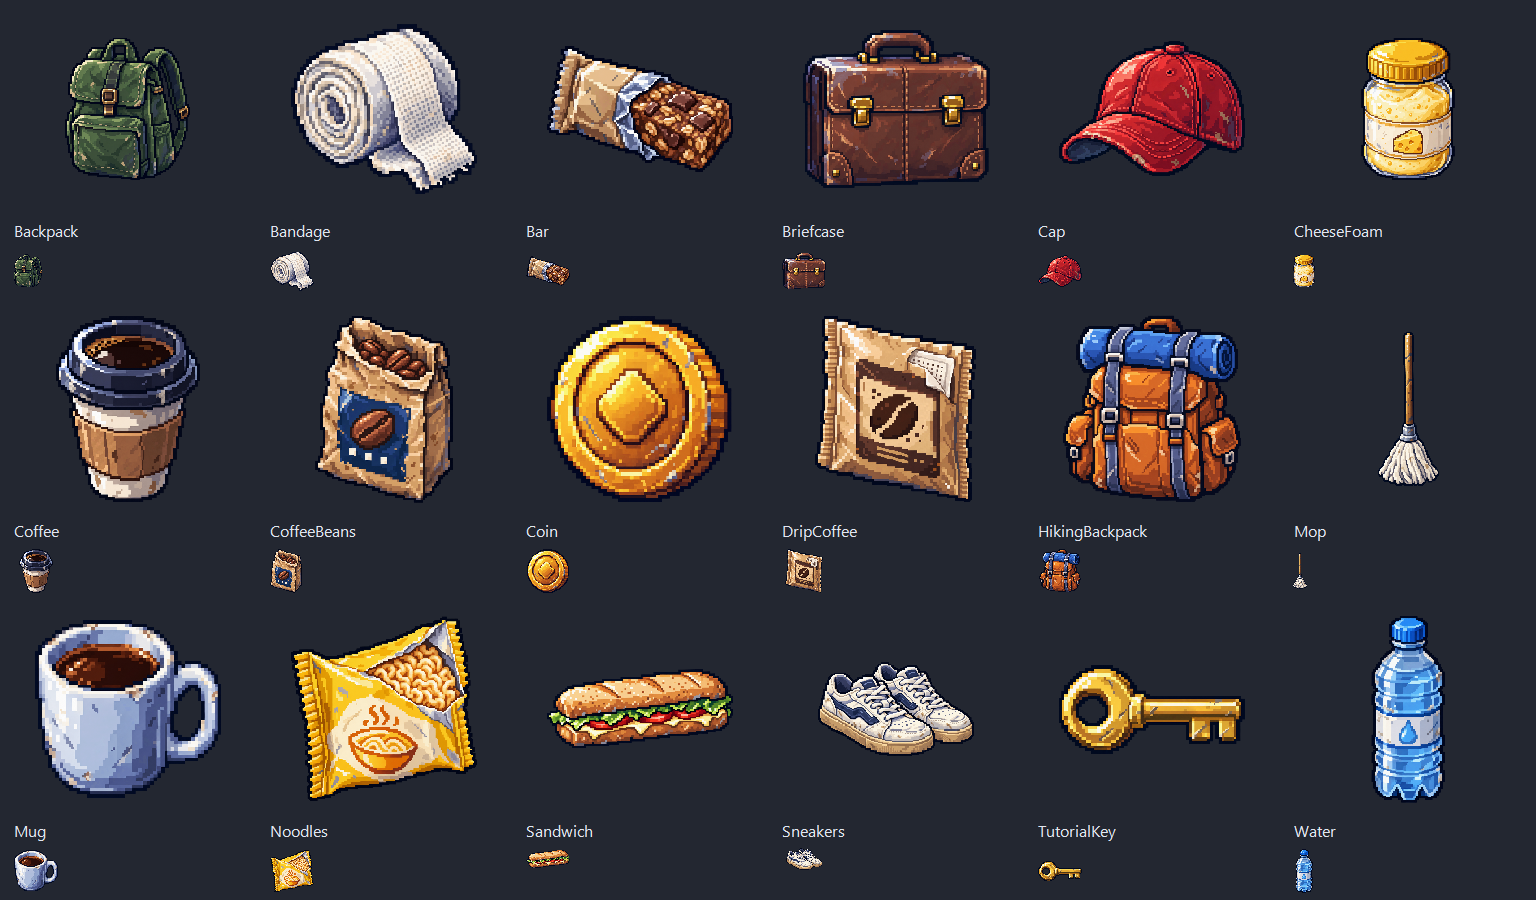 Backpack
Bandage
Bar
Briefcase
Cap
CheeseFoam
Coffee
CoffeeBeans
Coin
DripCoffee
HikingBackpack
Mop
Mug
Noodles
Sandwich
Sneakers
TutorialKey
Water